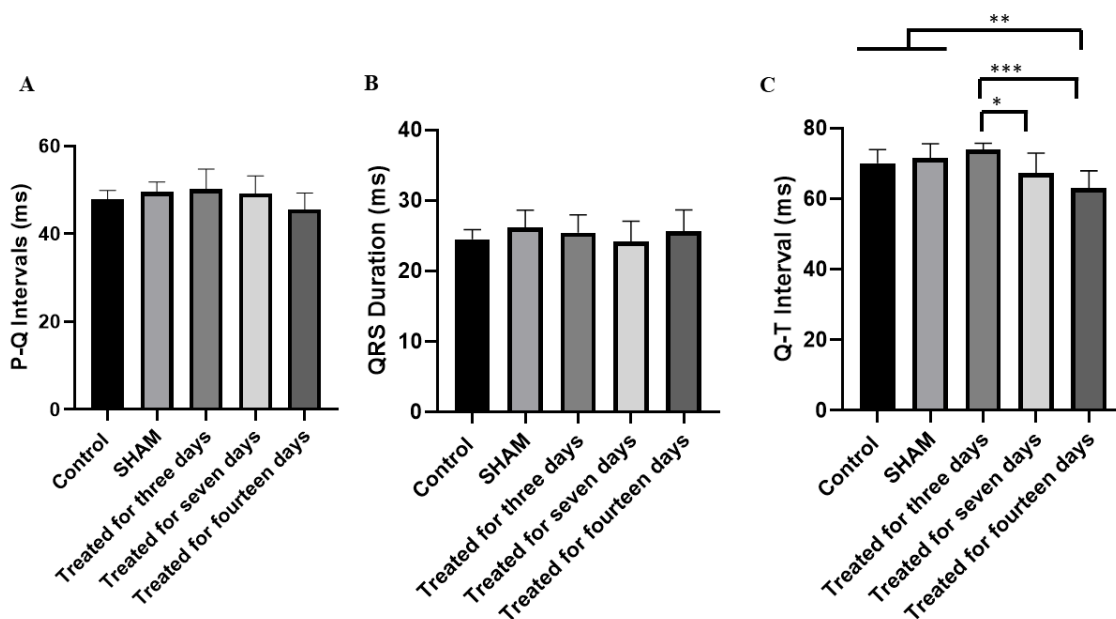 A
P-Q Intervals (ms)
60
40
20
0
Control
SHAM
Treated for three days
Treated for seven days
Treated for fourteen days
B
QRS Duration (ms)
40
30
20
10
0
Control
SHAM
Treated for three days
Treated for seven days
Treated for fourteen days
C
**
***
*
Q-T Interval (ms)
80
60
40
20
0
Control
SHAM
Treated for three days
Treated for seven days
Treated for fourteen days